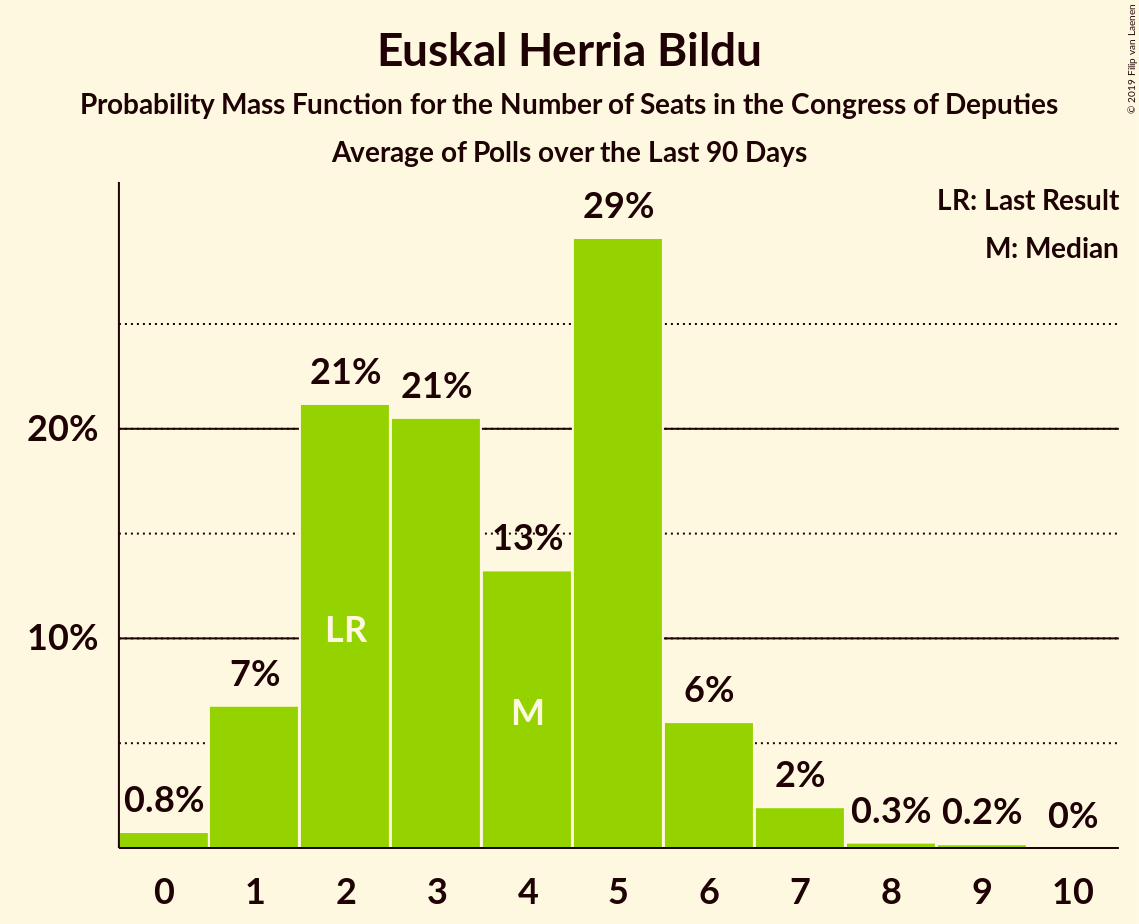 Euskal Herria Bildu
Probability Mass Function for the Number of Seats in the Congress of Deputies
Average of Polls over the Last 90 Days
© 2019 Filip van Laenen
LR: Last Result
M: Median
29%
21%
21%
20%
13%
LR
10%
7%
6%
M
2%
0.8%
0.3%
0.2%
0%
0 1 2 3 4 5 6 7 8 9 10